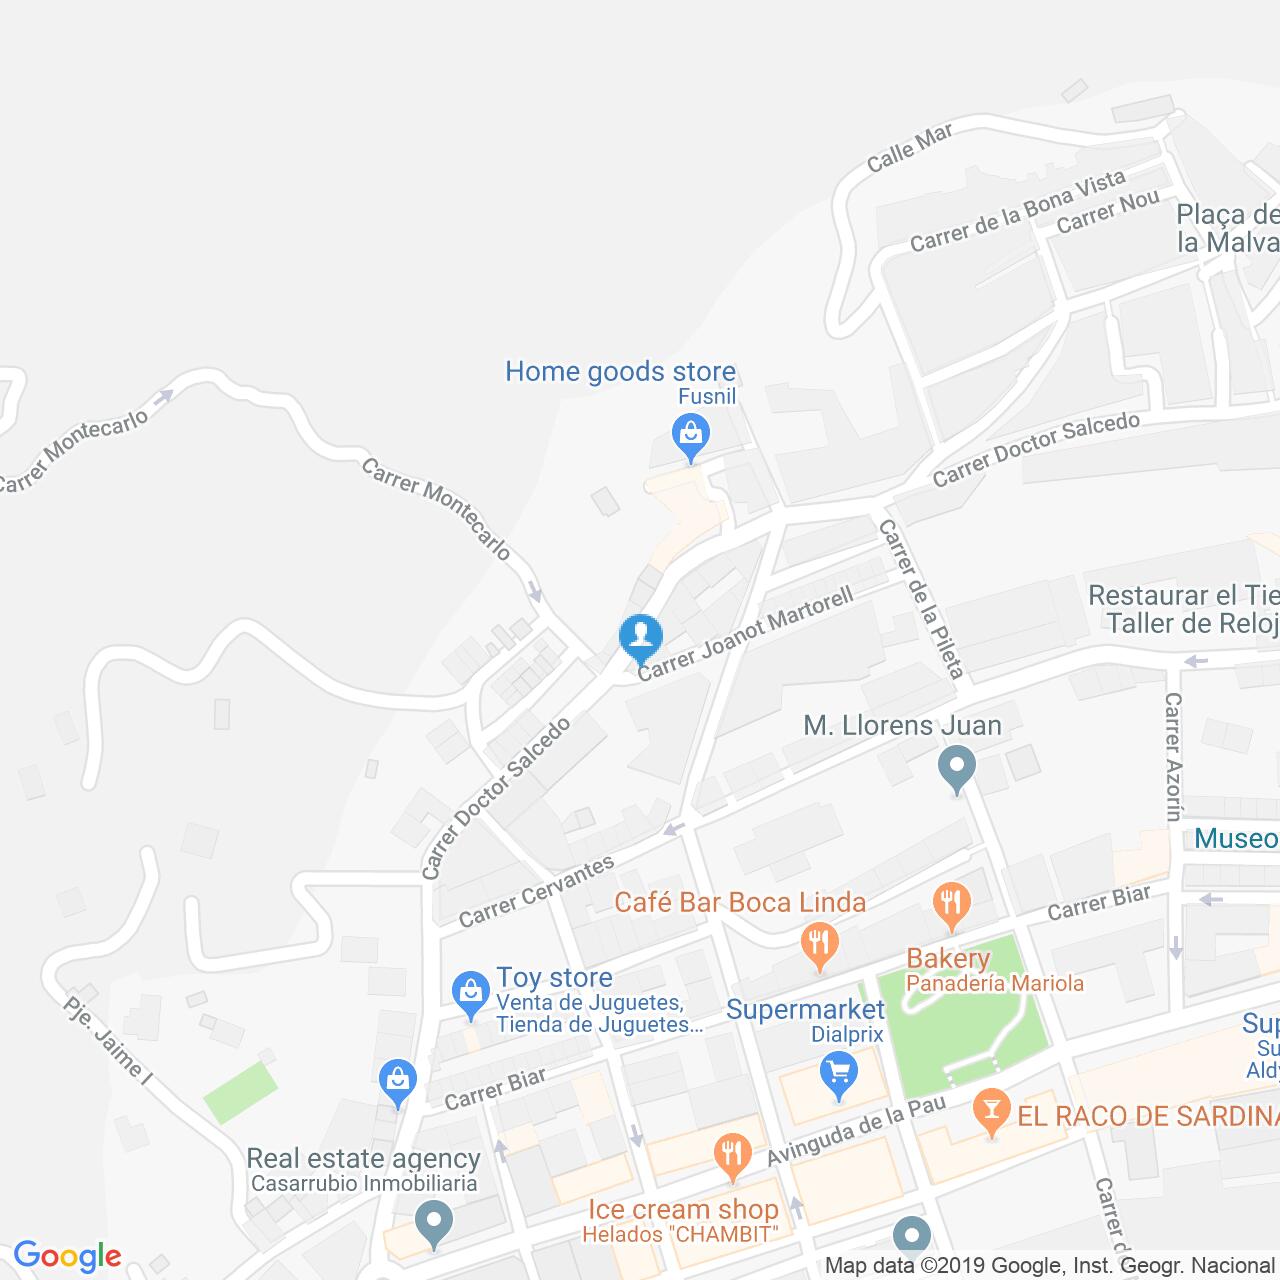 Calle Mar
Carrer de la Bona Vista
Carrer Nou
Plaça de
la Malva
Home goods store
Fusnil
Carrer Montecarlo
Carrer Montecarlo
Carrer Doctor Salcedo
Carrer de la Pileta
Restaurar el Tie
Taller de Reloj
Carrer Joanot Martorell
Carrer Doctor Salcedo
M. Llorens Juan
Carrer Azorín
Museo
Carrer Cervantes
Café Bar Boca Linda
Carrer Biar
Bakery
Panadería Mariola
Toy store
Venta de Juguetes,
Tienda de Juguetes...
Supermarket
Dialprix
Pje. Jaime I
Sup
Su
Aldy
Carrer Biar
Avinguda de la Pau
EL RACO DE SARDINA
Real estate agency
Casarrubio Inmobiliaria
Ice cream shop
Helados "CHAMBIT"
Carrer d
Google
Map data ©2019 Google, Inst. Geogr. Nacional